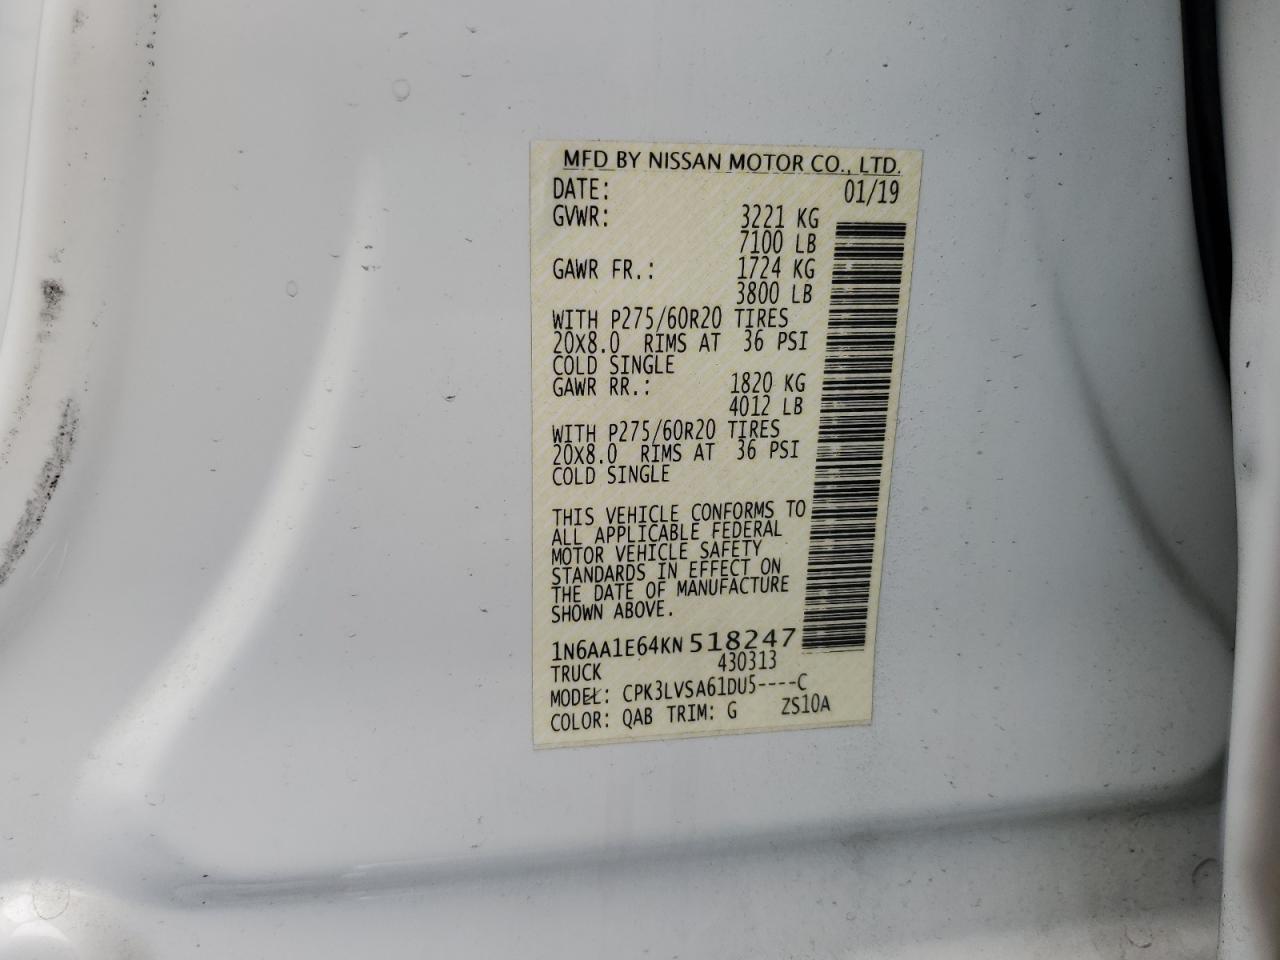 MFD BY NISSAN MOTOR CO., LTD.
DATE: 01/19
GVWR: 3221 KG
7100 LB
GAWR FR.: 1724 KG
3800 LB
WITH P275/60R20 TIRES
20X8.0 RIMS AT 36 PSI
COLD SINGLE
GAWR RR.: 1820 KG
4012 LB
WITH P275/60R20 TIRES
20X8.0 RIMS AT 36 PSI
COLD SINGLE
THIS VEHICLE CONFORMS TO
ALL APPLICABLE FEDERAL
MOTOR VEHICLE SAFETY
STANDARDS IN EFFECT ON
THE DATE OF MANUFACTURE
SHOWN ABOVE.
1N6AA1E64KN518247
TRUCK 430313
MODEL: CPK3LVSA61DU5----C
COLOR: QAB TRIM: G ZS10A